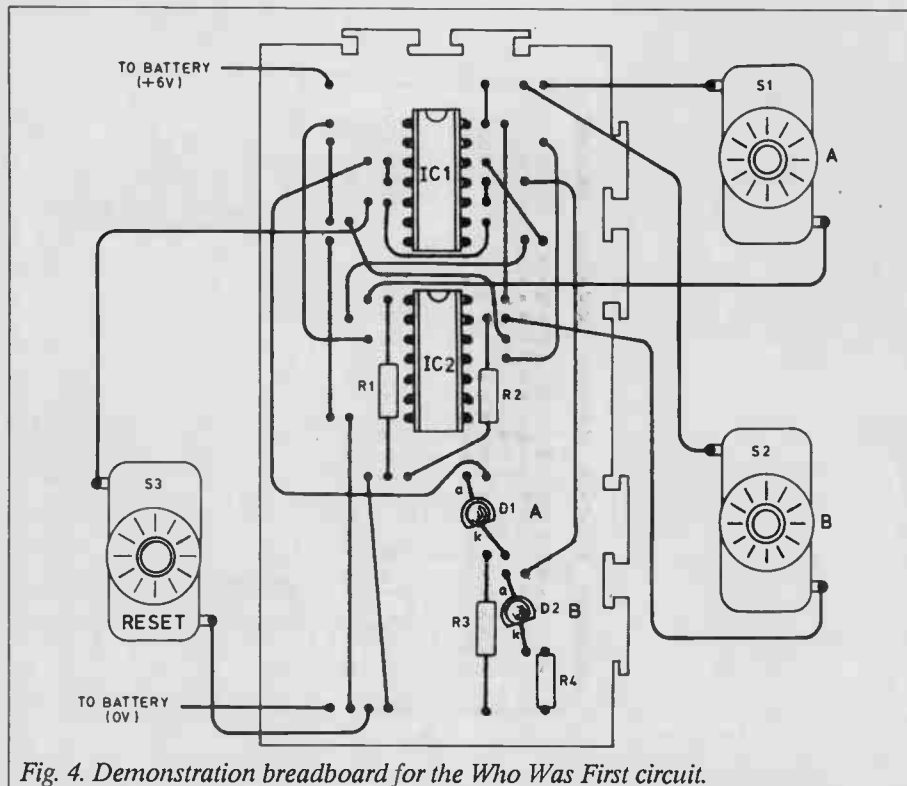 TO BATTERY
(+6V)
S1
A
IC1
IC2
R1
R2
S2
B
S3
RESET
a
D1
A
k
a
D2
B
k
R3
R4
TO BATTERY
(0V)
Fig. 4. Demonstration breadboard for the Who Was First circuit.